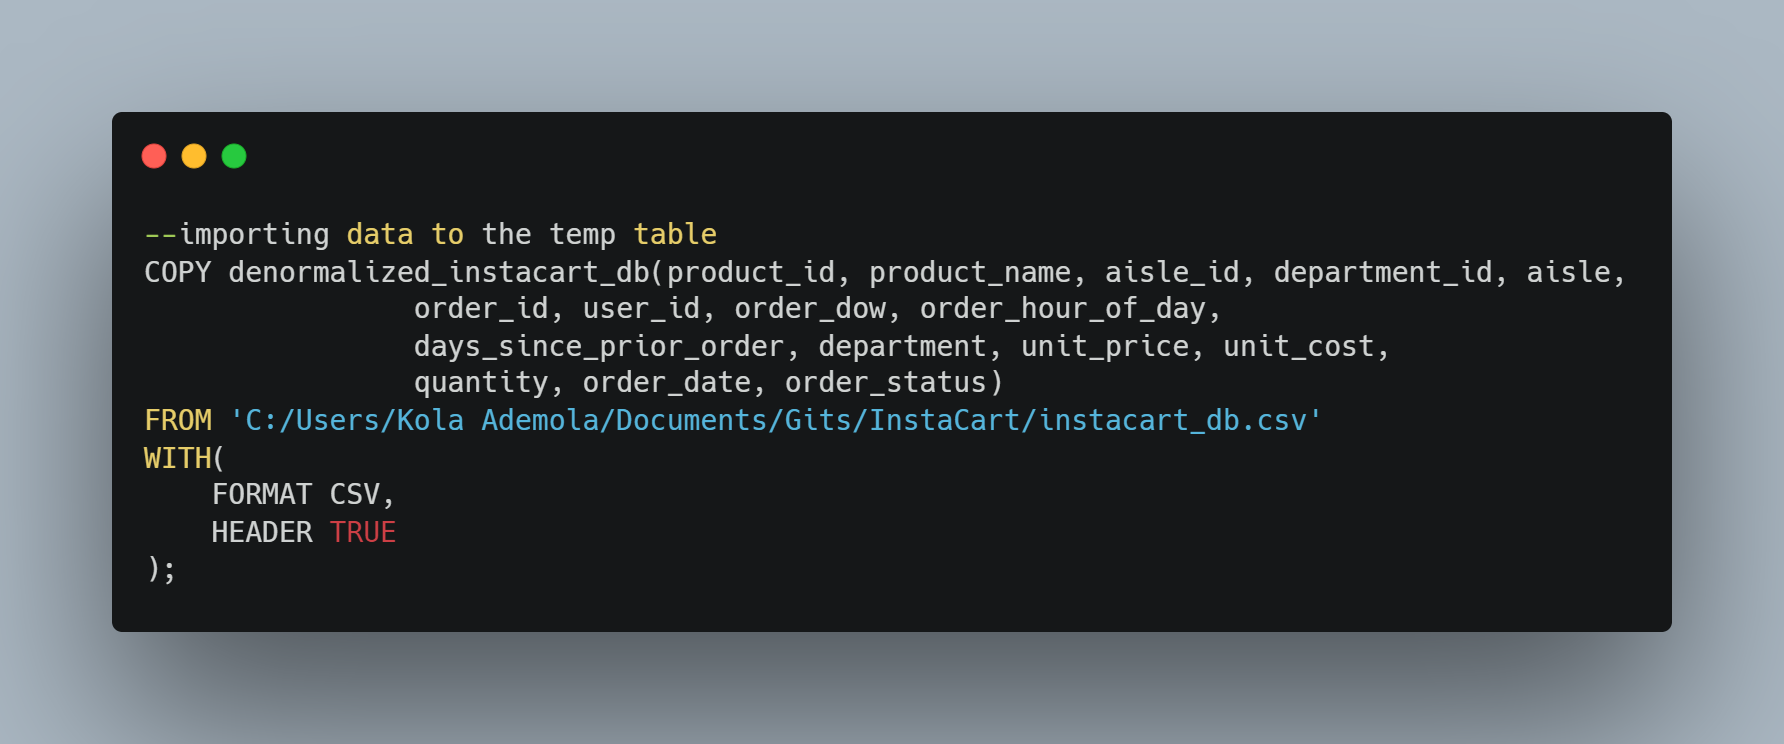 --importing data to the temp table
COPY denormalized_instacart_db(product_id, product_name, aisle_id, department_id, aisle,
order_id, user_id, order_dow, order_hour_of_day,
days_since_prior_order, department, unit_price, unit_cost,
quantity, order_date, order_status)
FROM 'C:/Users/Kola Ademola/Documents/Gits/InstaCart/instacart_db.csv'
WITH(
FORMAT CSV,
HEADER TRUE
);